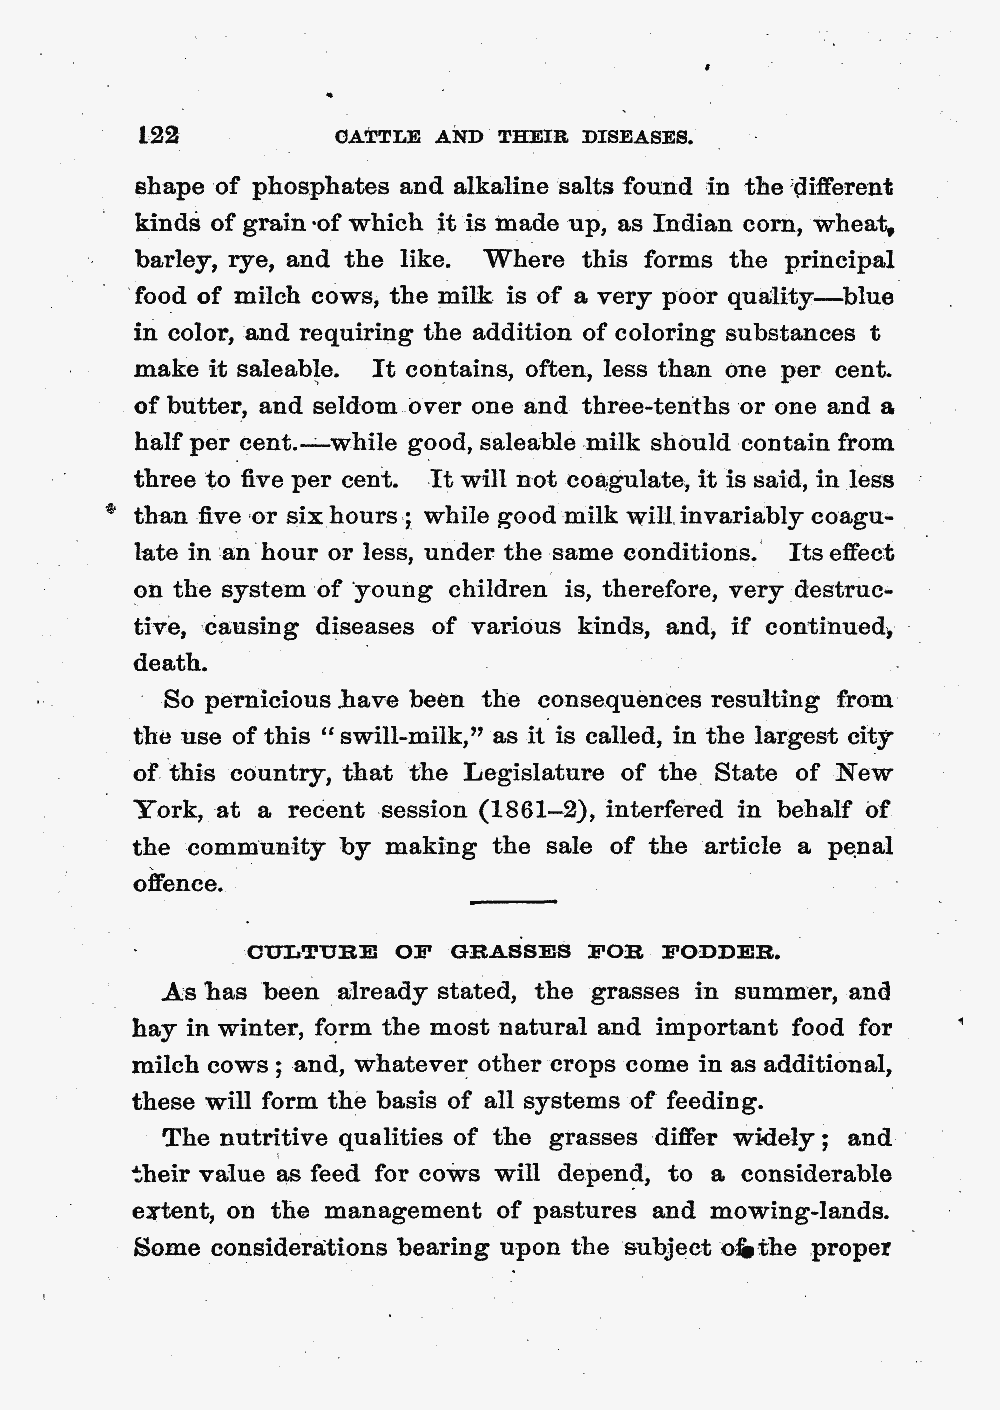 122 CATTLE AND THEIR DISEASES.
shape of phosphates and alkaline salts found in the different
kinds of grain of which it is made up, as Indian corn, wheat,
barley, rye, and the like. Where this forms the principal
food of milch cows, the milk is of a very poor quality—blue
in color, and requiring the addition of coloring substances t
make it saleable. It contains, often, less than one per cent.
of butter, and seldom over one and three-tenths or one and a
half per cent.—while good, saleable milk should contain from
three to five per cent. It will not coagulate, it is said, in less
than five or six hours; while good milk will invariably coagu-
late in an hour or less, under the same conditions. Its effect
on the system of young children is, therefore, very destruc-
tive, causing diseases of various kinds, and, if continued,
death.
So pernicious have been the consequences resulting from
the use of this "swill-milk," as it is called, in the largest city
of this country, that the Legislature of the State of New
York, at a recent session (1861–2), interfered in behalf of
the community by making the sale of the article a penal
offence.
CULTURE OF GRASSES FOR FODDER.
As has been already stated, the grasses in summer, and
hay in winter, form the most natural and important food for
milch cows; and, whatever other crops come in as additional,
these will form the basis of all systems of feeding.
The nutritive qualities of the grasses differ widely; and
their value as feed for cows will depend, to a considerable
extent, on the management of pastures and mowing-lands.
Some considerations bearing upon the subject of the proper